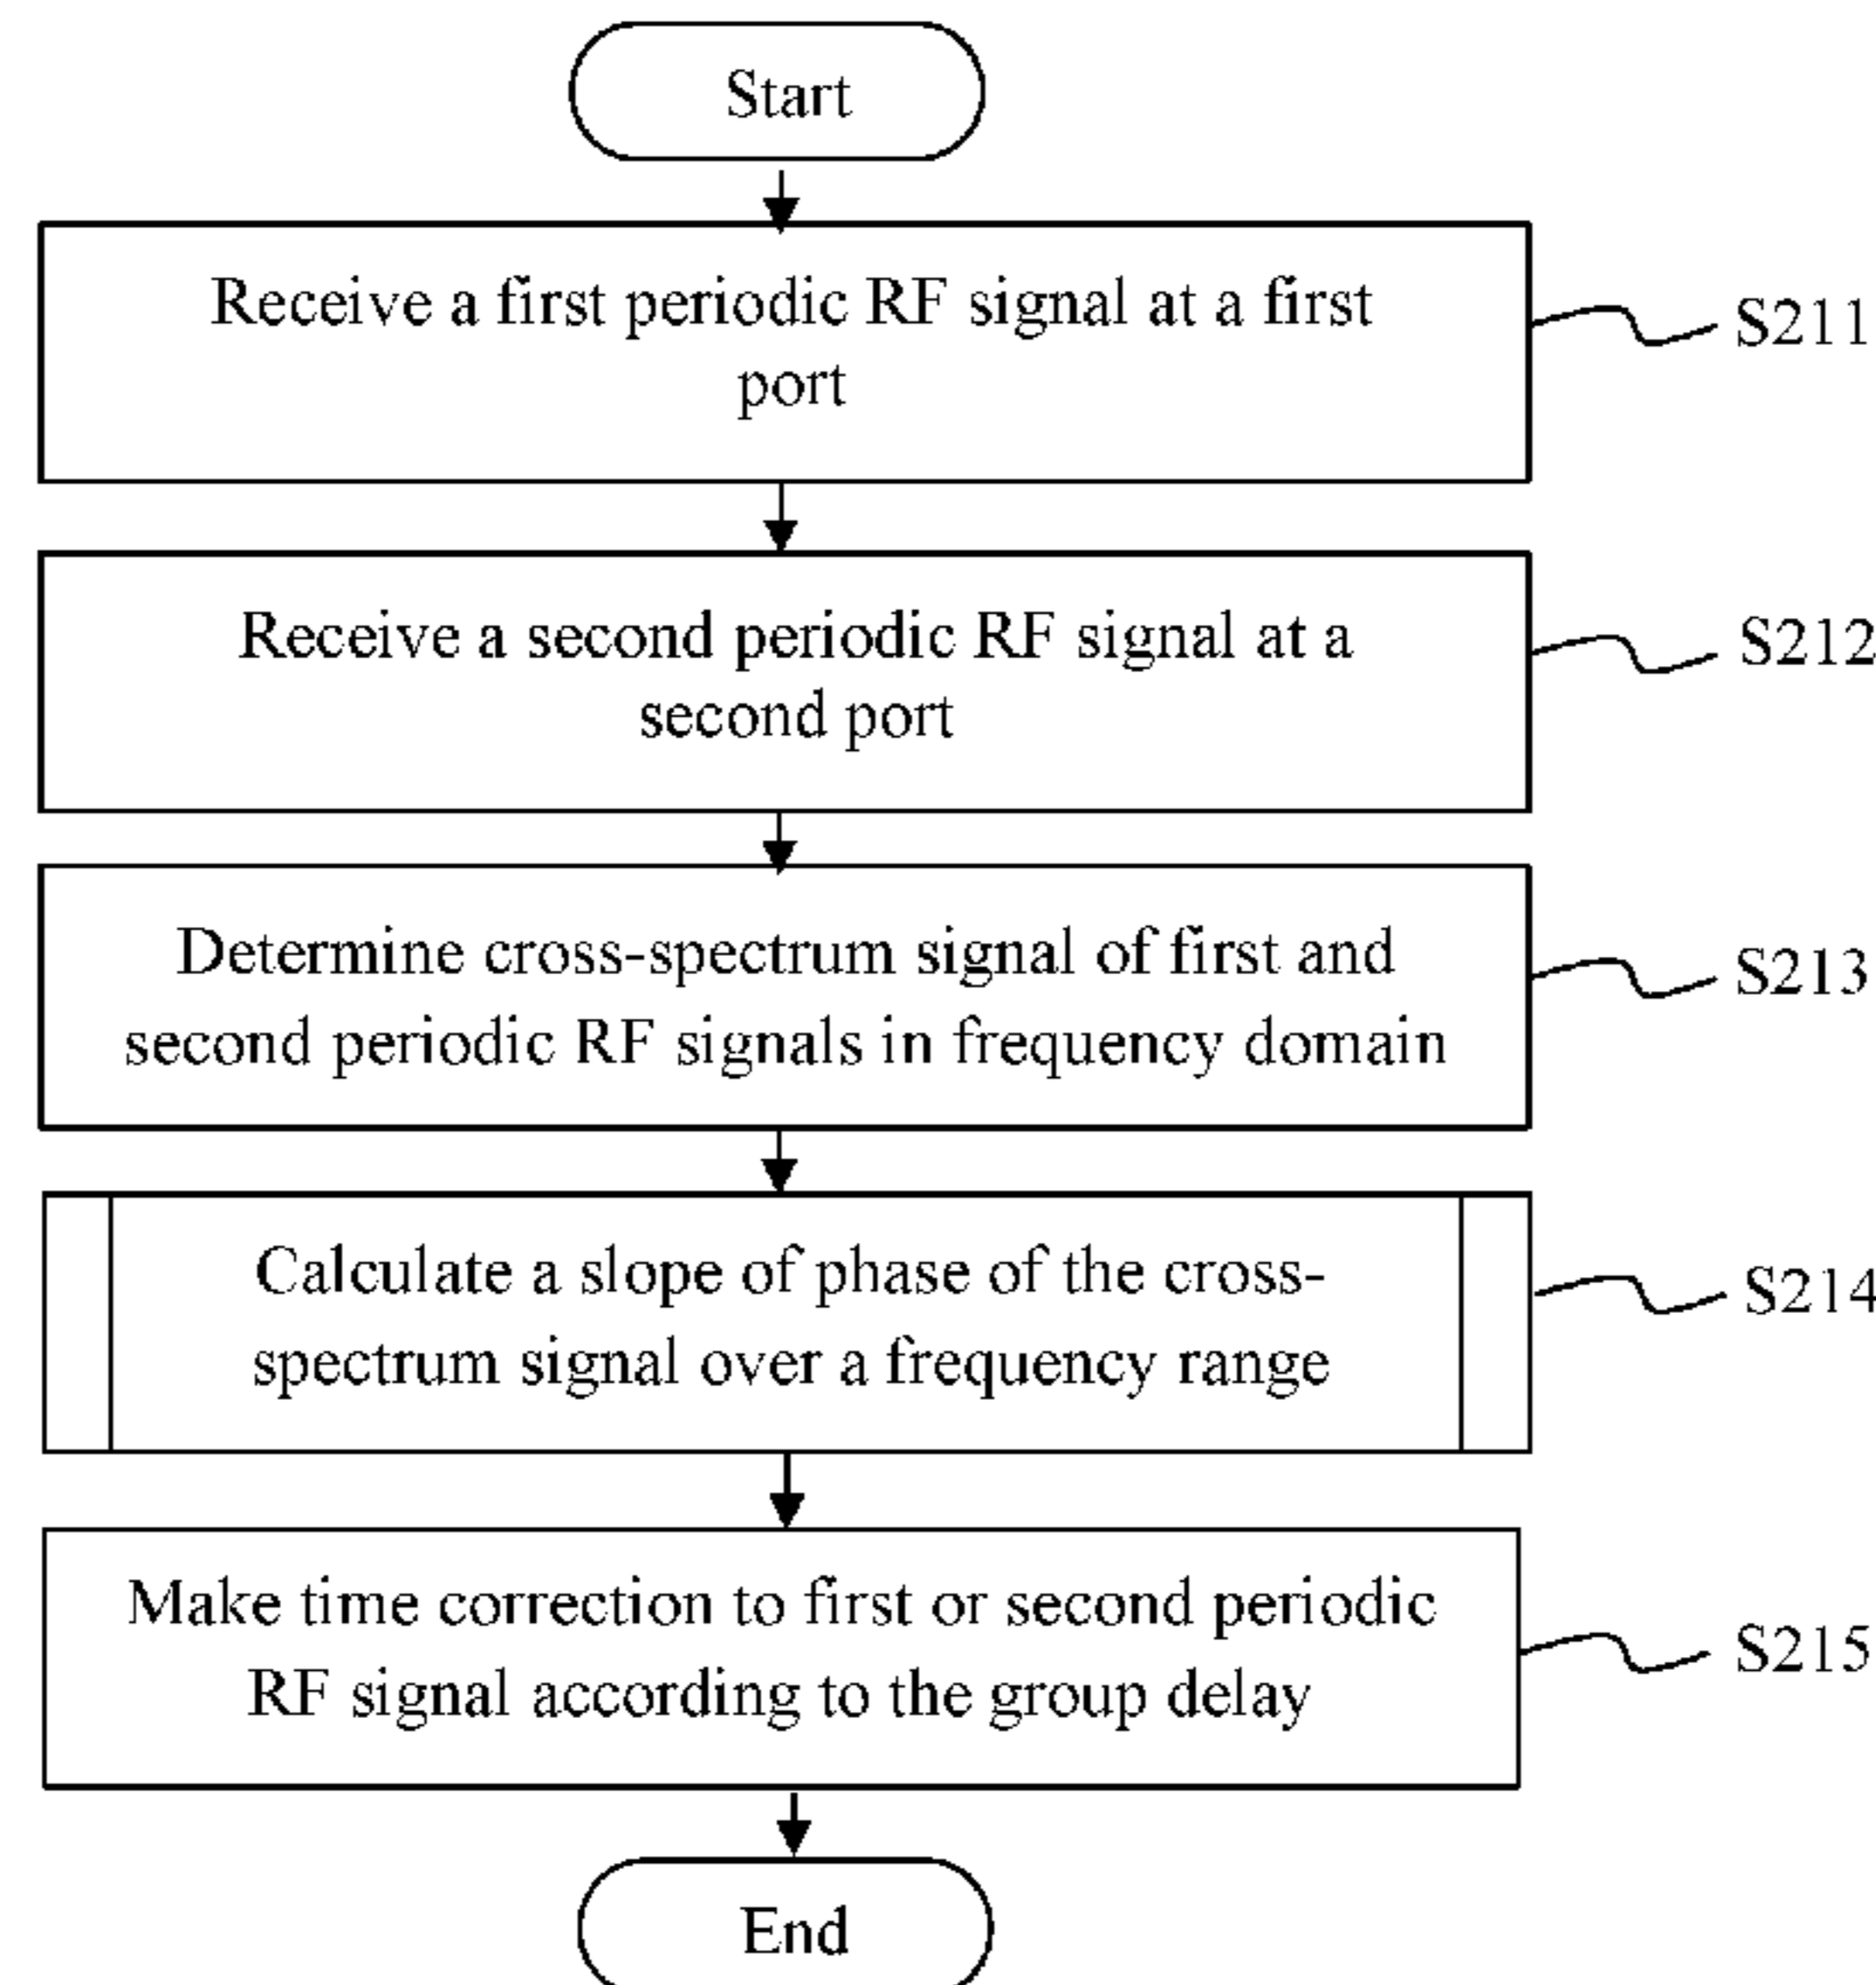 Start
Receive a first periodic RF signal at a first
port
S211
Receive a second periodic RF signal at a
second port
S212
Determine cross-spectrum signal of first and
second periodic RF signals in frequency domain
S213
Calculate a slope of phase of the cross-
spectrum signal over a frequency range
S214
Make time correction to first or second periodic
RF signal according to the group delay
S215
End